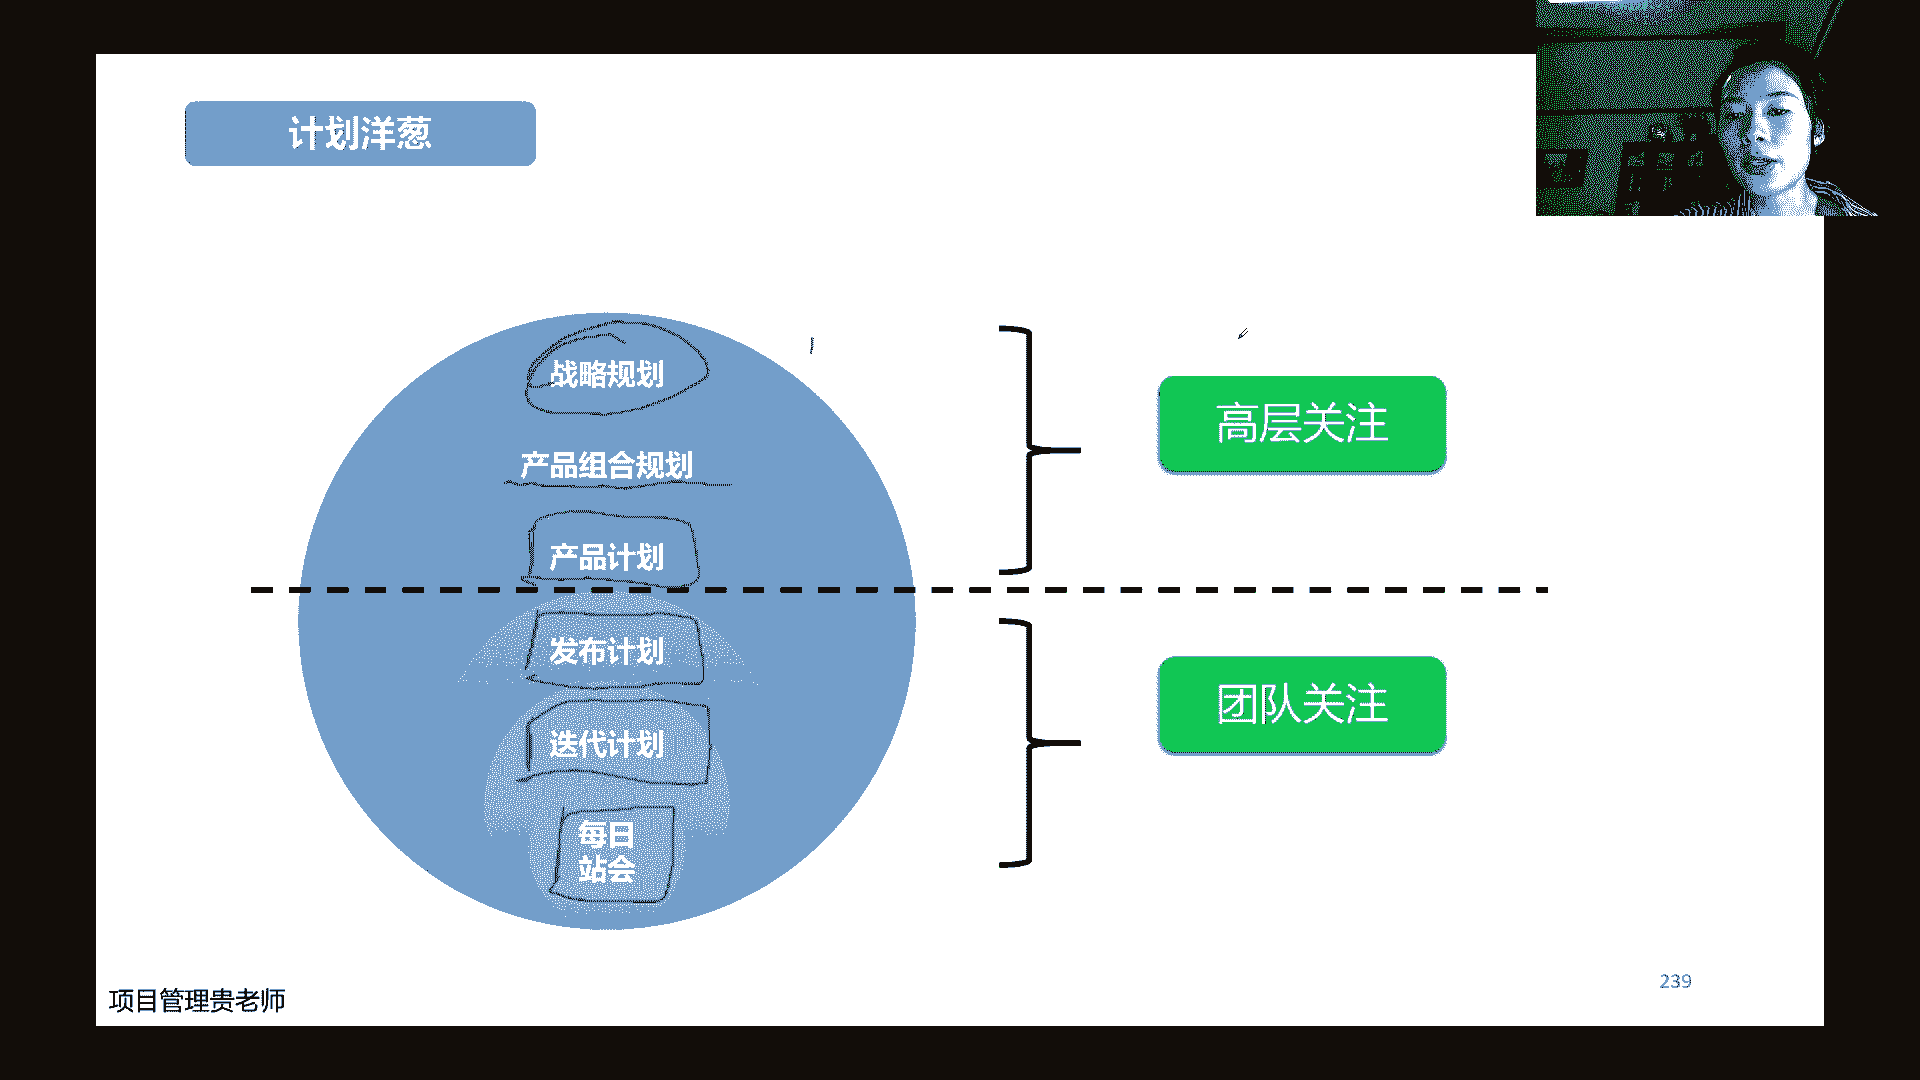 计划洋葱
战略规划
产品组合规划
产品计划
发布计划
迭代计划
每日
站会
高层关注
团队关注
项目管理贵老师
239